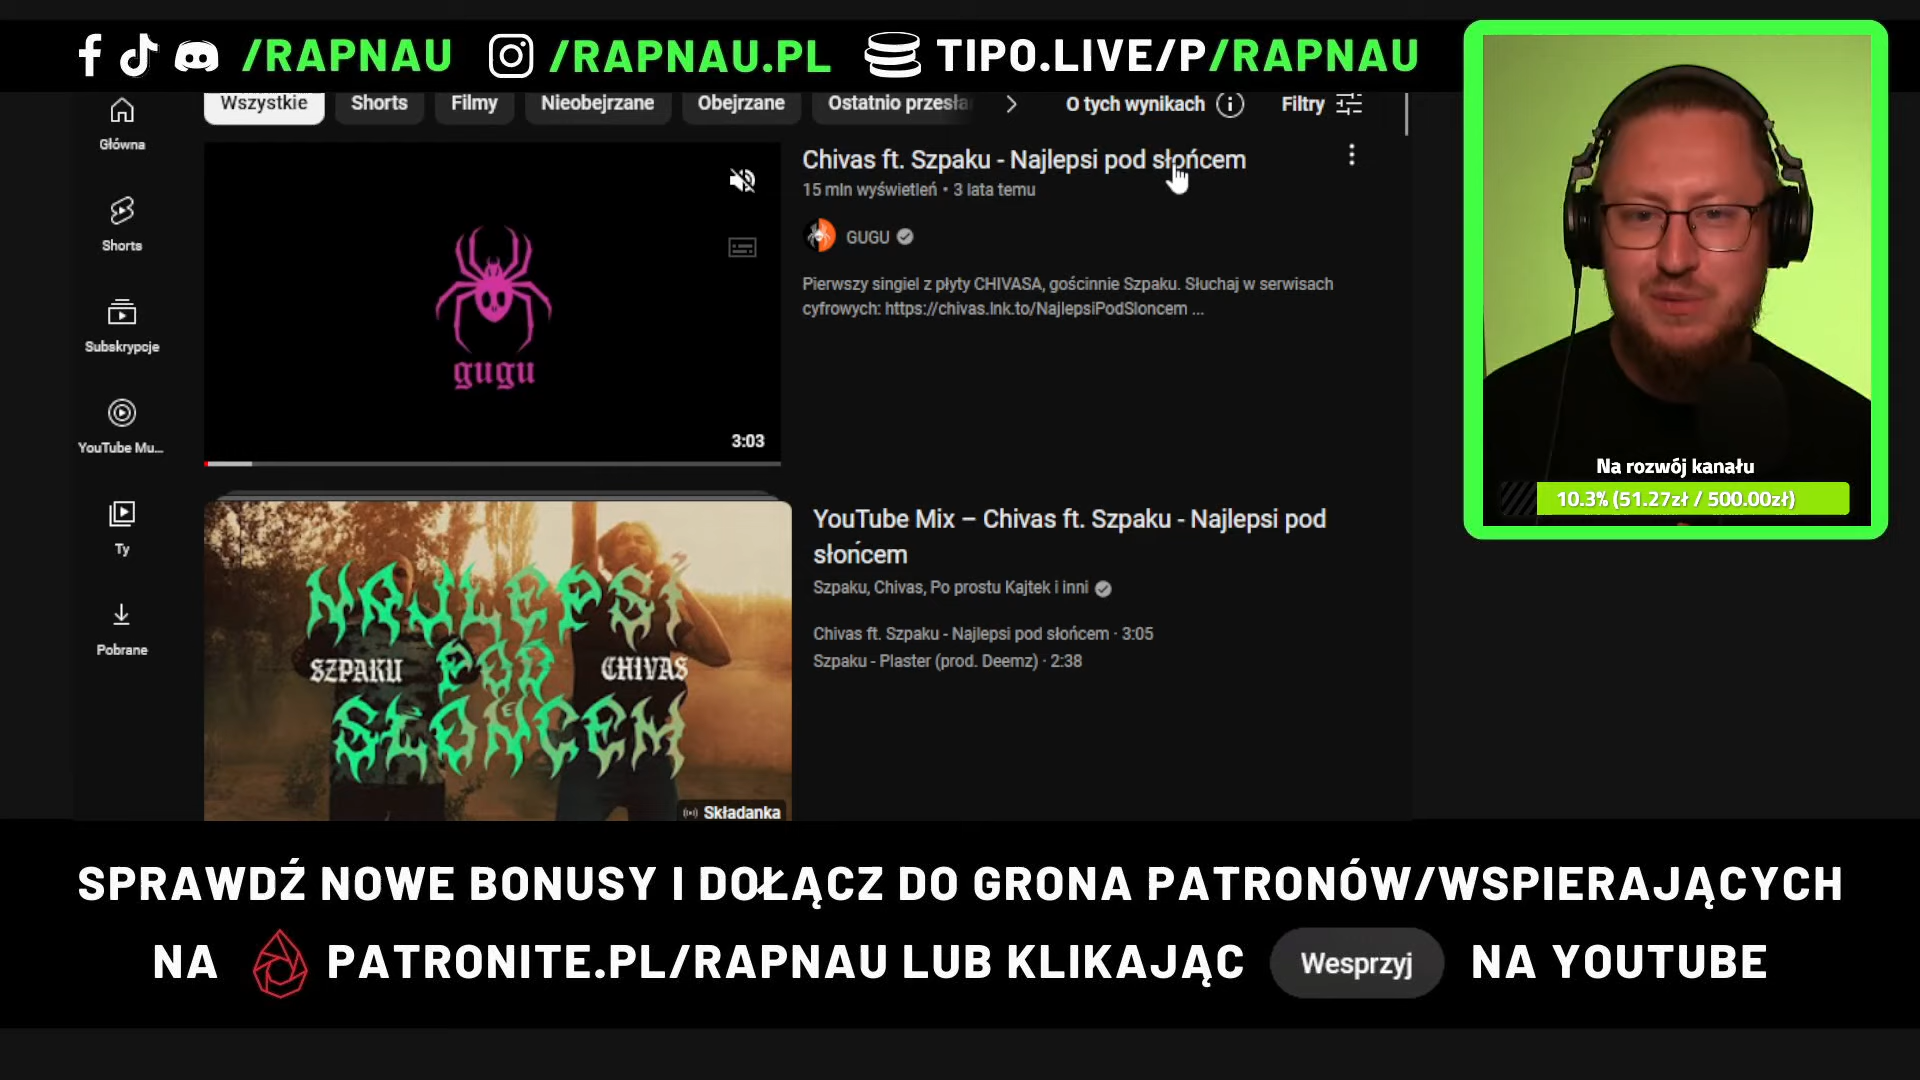 /RAPNAU /RAPNAU.PL TIPO.LIVE/P/RAPNAU
Wszystkie Shorts Filmy Nieobejrzane Obejrzane Ostatnio przesła O tych wynikach Filtry
Główna
Shorts
Subskrypcje
YouTube Mu...
Ty
Pobrane
gugu
3:03
Chivas ft. Szpaku - Najlepsi pod słońcem
15 mln wyświetleń • 3 lata temu
GUGU
Pierwszy singiel z płyty CHIVASA, gościnnie Szpaku. Słuchaj w serwisach
cyfrowych: https://chivas.lnk.to/NajlepsiPodSloncem ...
NAJLEPSI
SZPAKU POD CHIVAS
SŁOŃCEM
Składanka
YouTube Mix – Chivas ft. Szpaku - Najlepsi pod
słońcem
Szpaku, Chivas, Po prostu Kajtek i inni
Chivas ft. Szpaku - Najlepsi pod słońcem · 3:05
Szpaku - Plaster (prod. Deemz) · 2:38
Na rozwój kanału
10.3% (51.27zł / 500.00zł)
SPRAWDŹ NOWE BONUSY I DOŁĄCZ DO GRONA PATRONÓW/WSPIERAJĄCYCH
NA PATRONITE.PL/RAPNAU LUB KLIKAJĄC Wesprzyj NA YOUTUBE